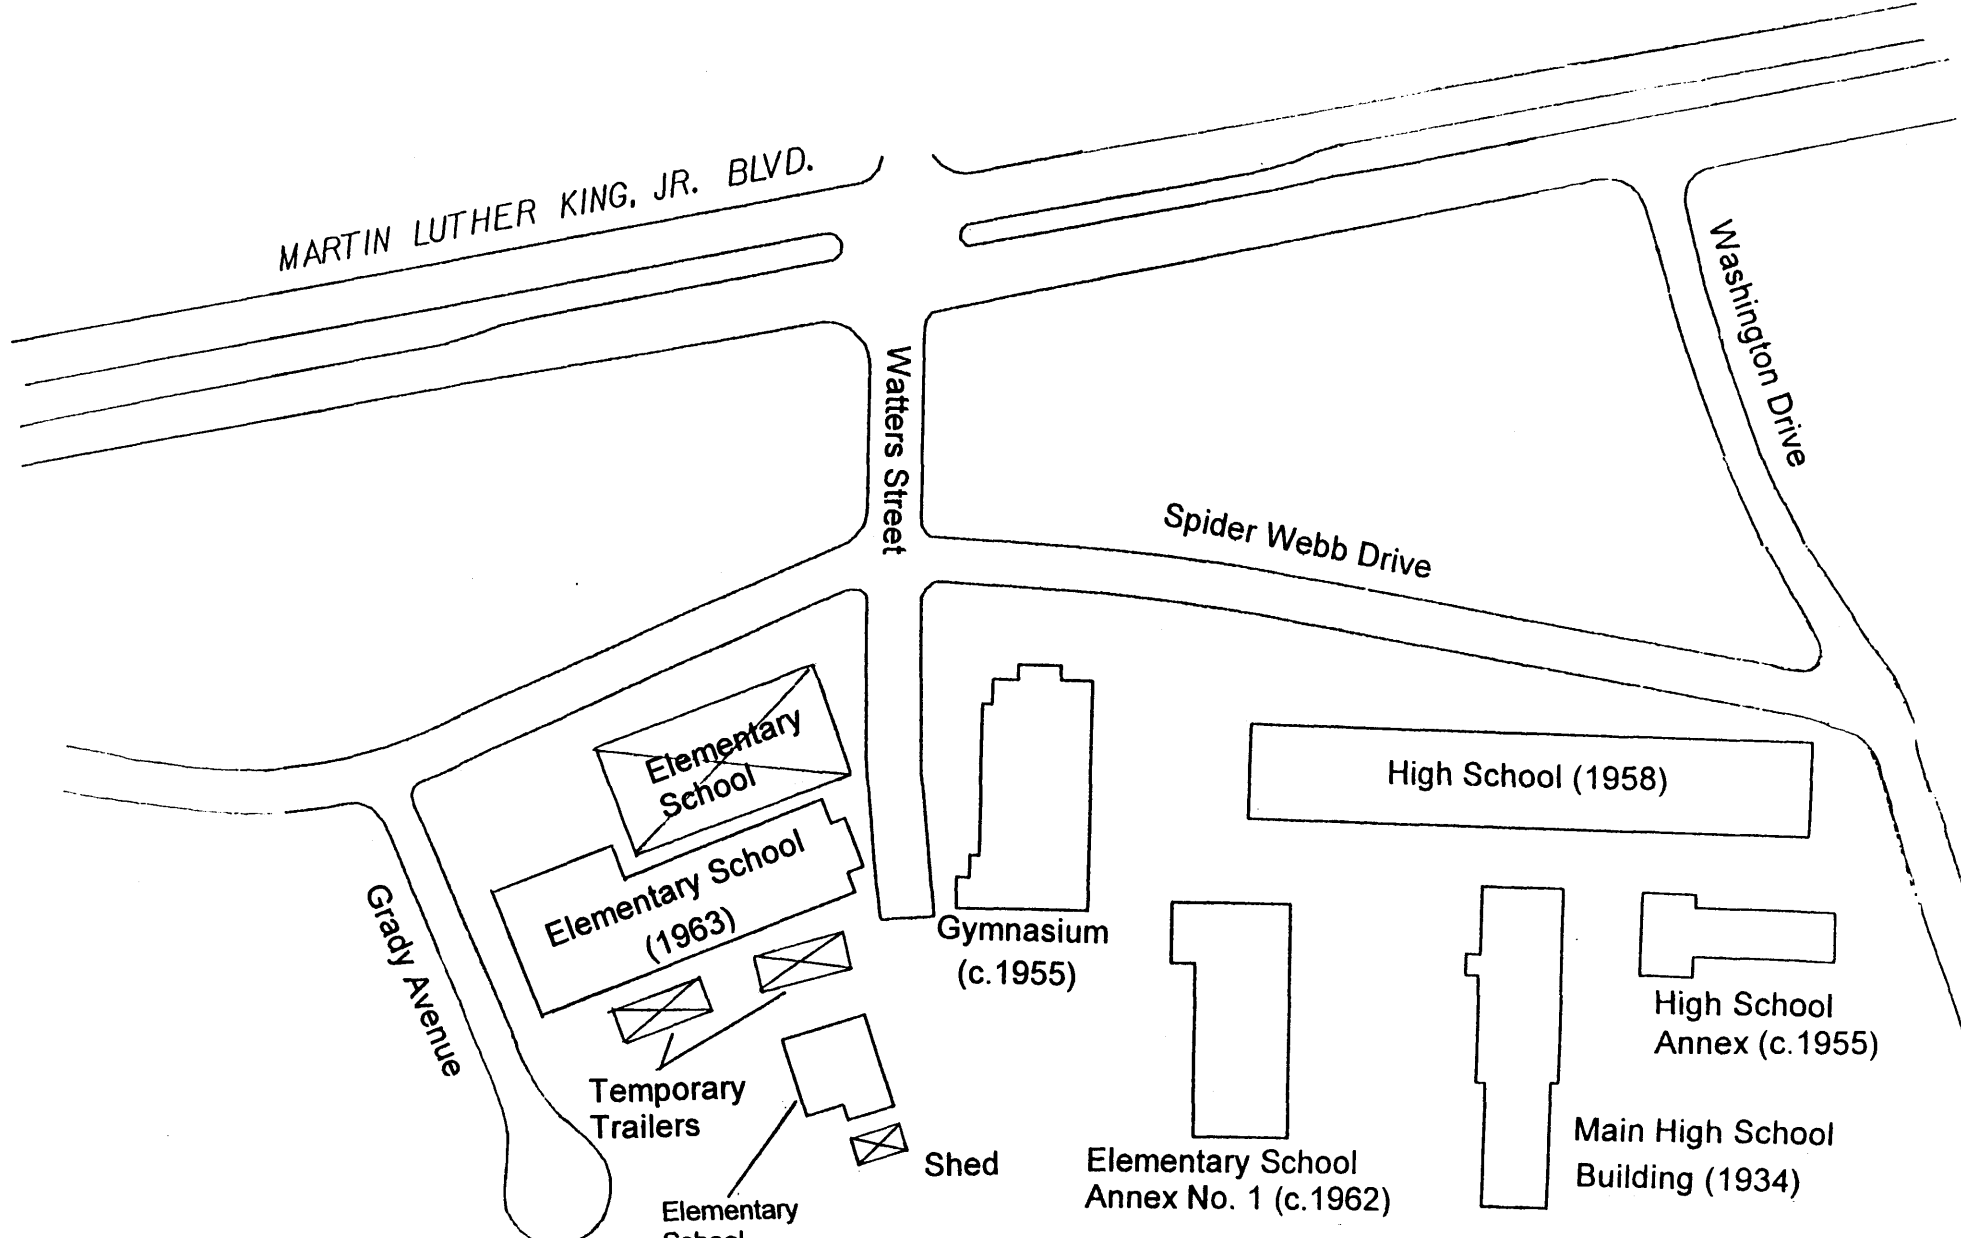 MARTIN LUTHER KING, JR. BLVD.
Washington Drive
Watters Street
Spider Webb Drive
Elementary
School
High School (1958)
Elementary School
(1963)
Grady Avenue
Gymnasium
(c.1955)
High School
Annex (c.1955)
Temporary
Trailers
Shed
Elementary School
Annex No. 1 (c.1962)
Main High School
Building (1934)
Elementary
School